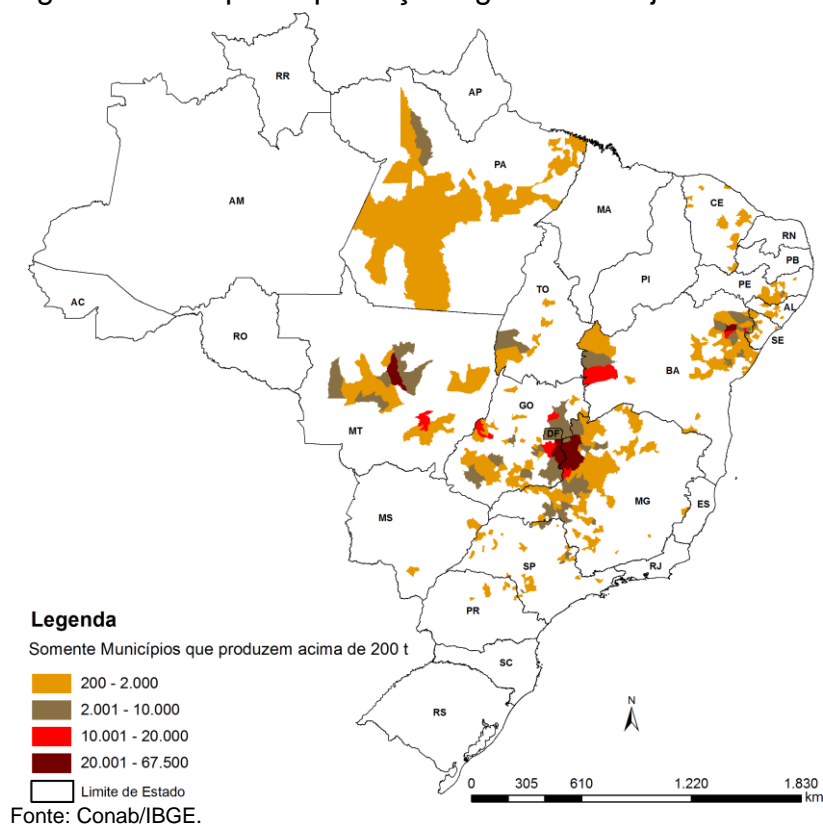 RR
AP
AM
PA
MA
CE
RN
PB
PE
AL
SE
PI
AC
TO
RO
BA
MT
GO
DF
MG
ES
MS
SP
RJ
PR
SC
RS
Legenda
Somente Municípios que produzem acima de 200 t
200 - 2.000
2.001 - 10.000
10.001 - 20.000
20.001 - 67.500
Limite de Estado
N
0 305 610 1.220 1.830
km
Fonte: Conab/IBGE.